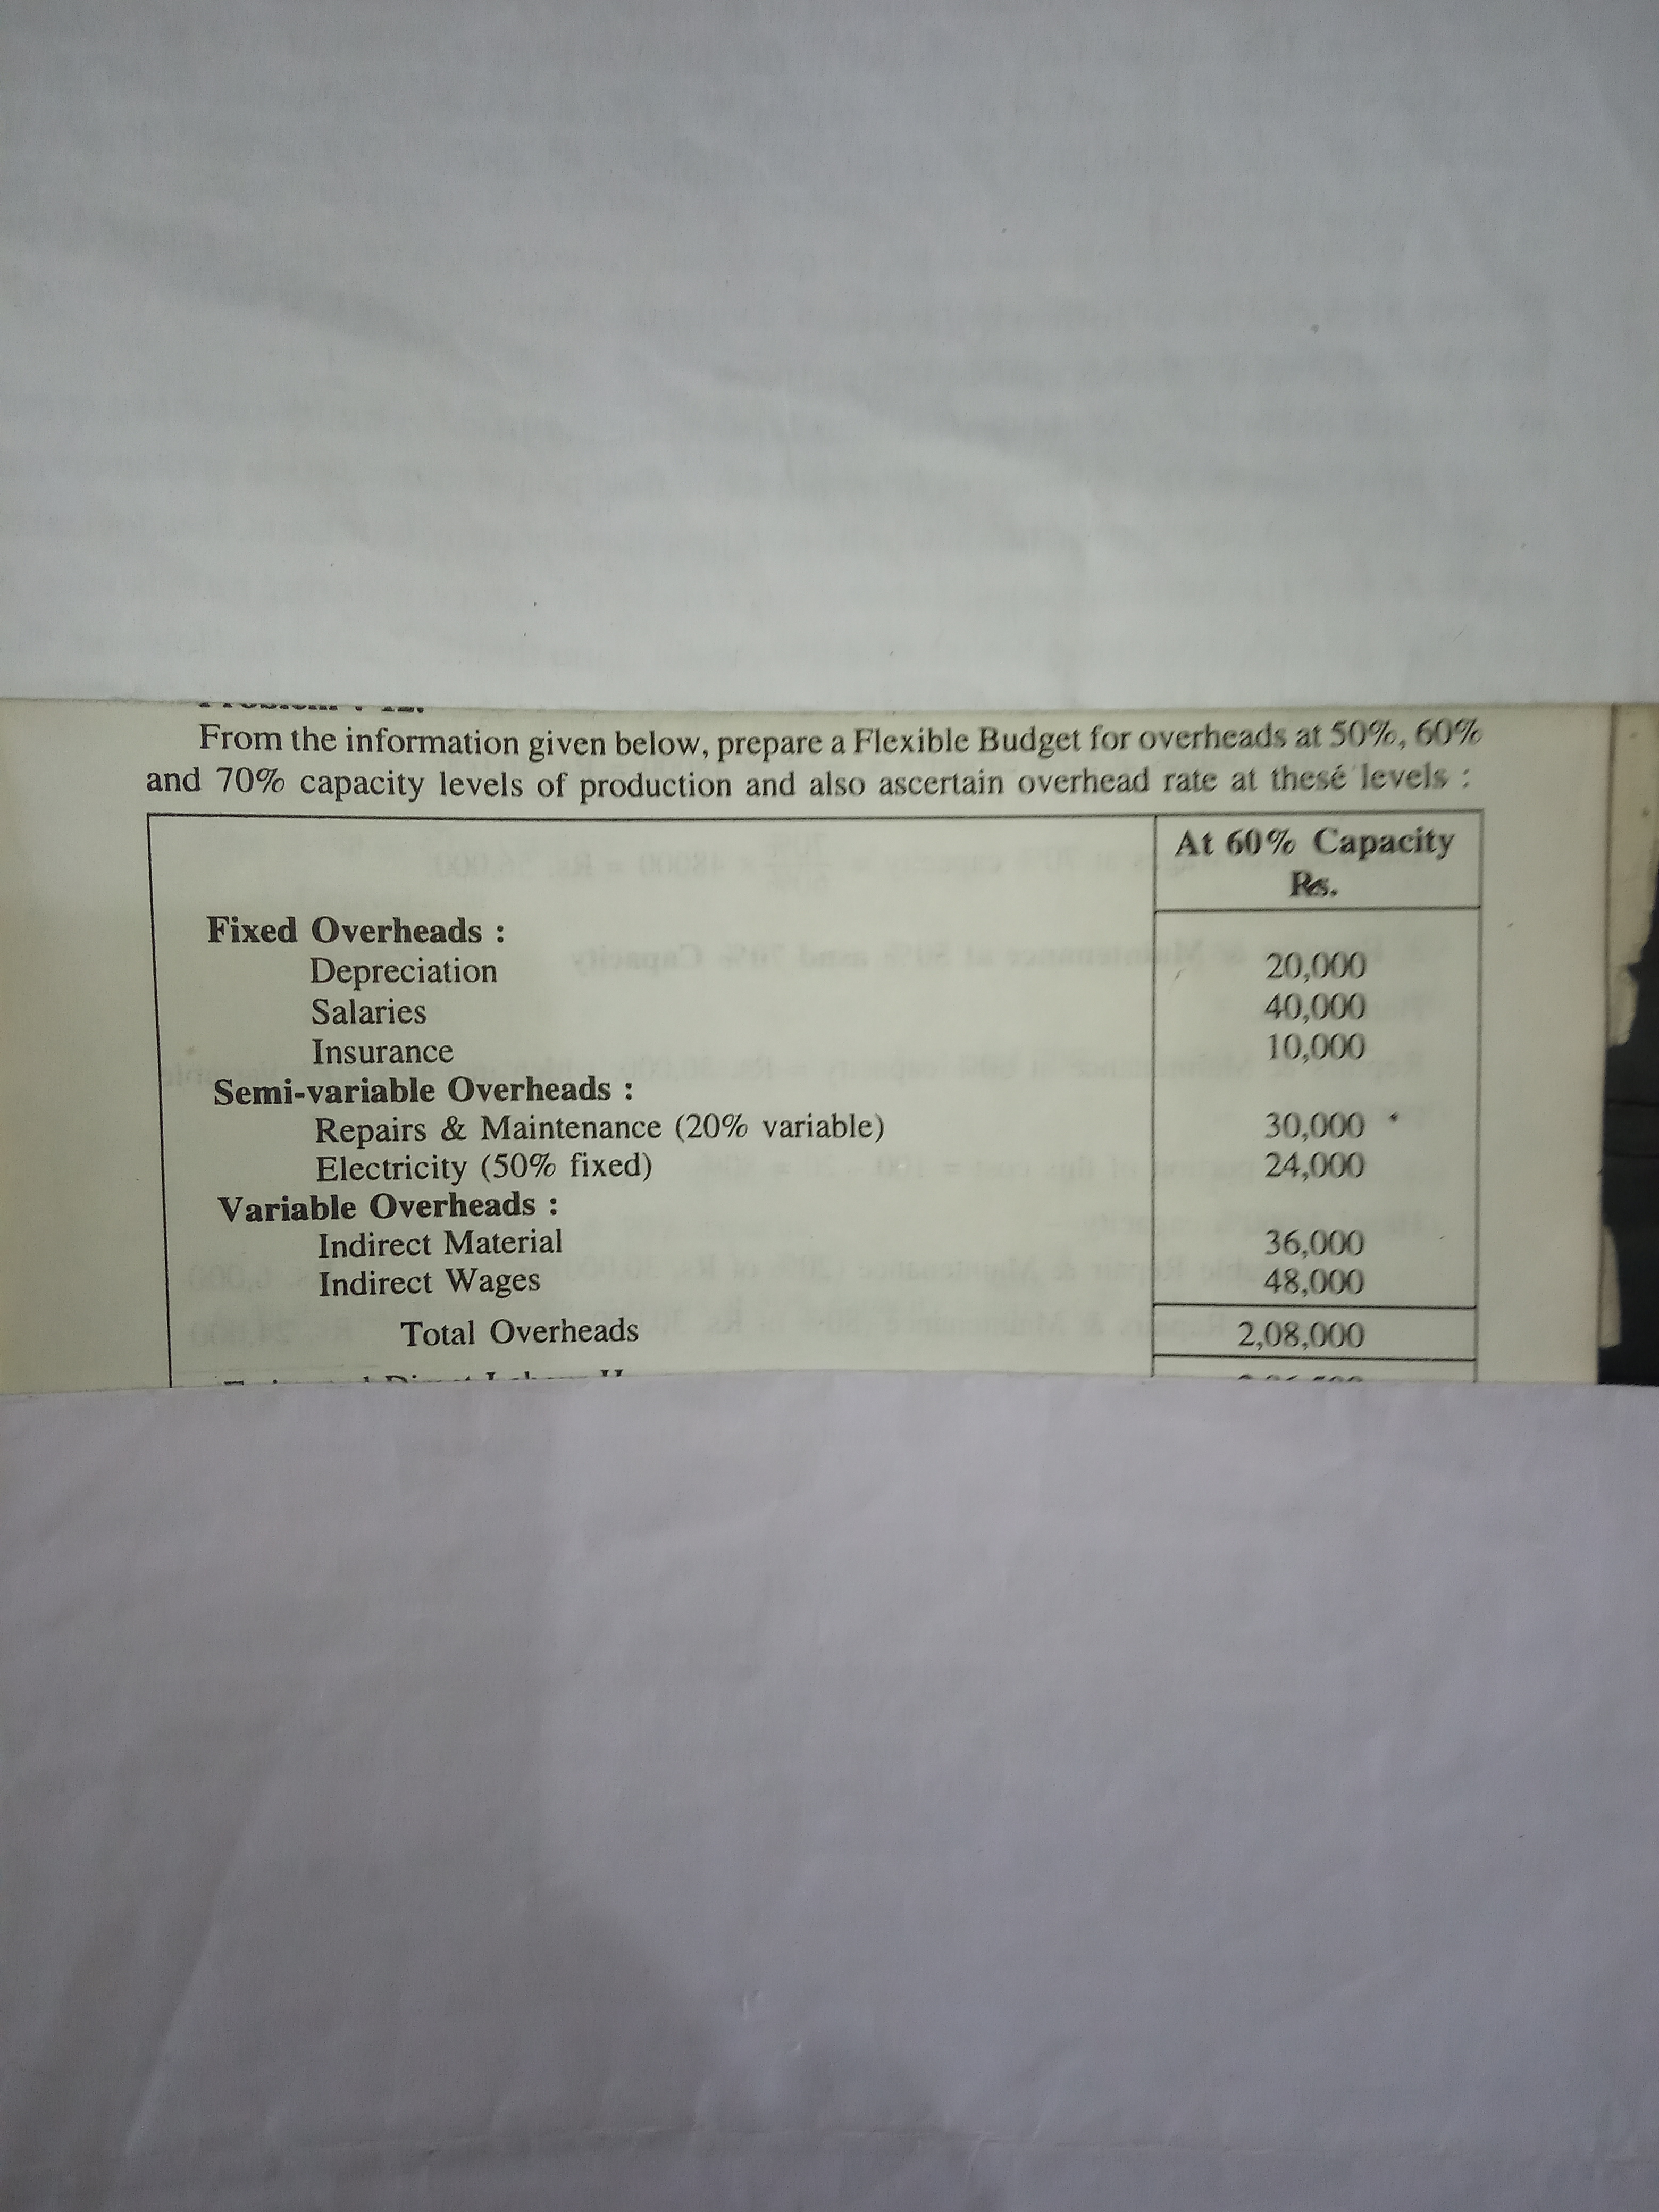 From the information given below, prepare a Flexible Budget for overheads at 50%, 60%
and 70% capacity levels of production and also ascertain overhead rate at these levels :
At 60% Capacity
Rs.
Fixed Overheads :
Depreciation 20,000
Salaries 40,000
Insurance 10,000
Semi-variable Overheads :
Repairs & Maintenance (20% variable) 30,000
Electricity (50% fixed) 24,000
Variable Overheads :
Indirect Material 36,000
Indirect Wages 48,000
Total Overheads 2,08,000